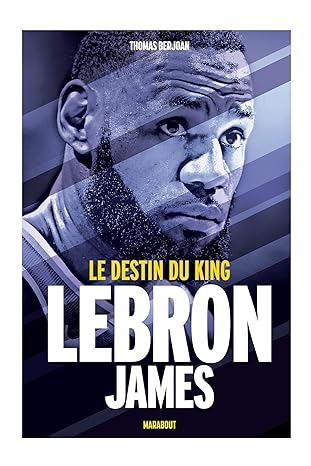 THOMAS BERJOAN
LE DESTIN DU KING
LEBRON
JAMES
MARABOUT